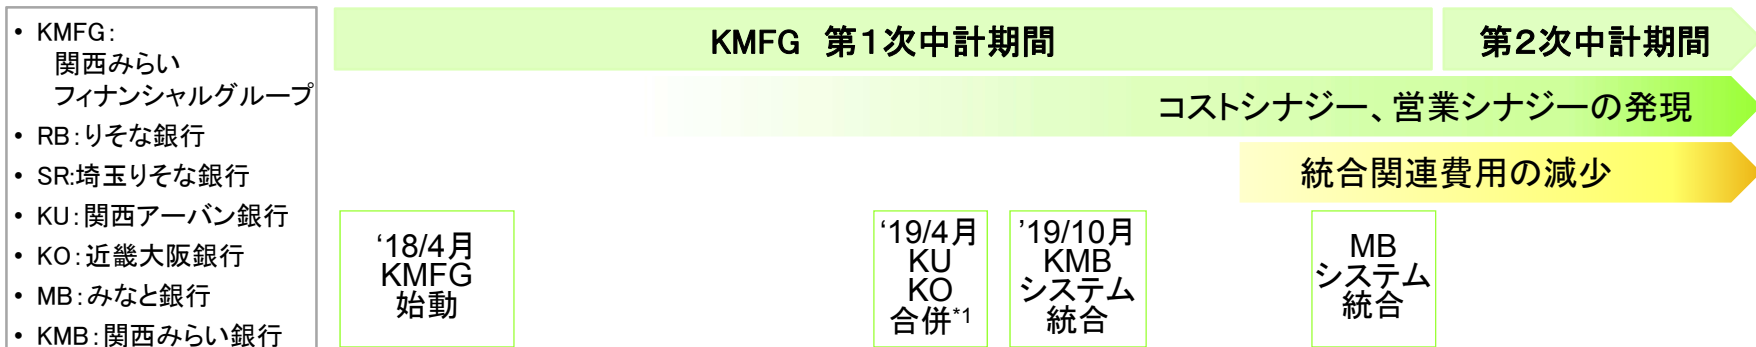 • KMFG:
関西みらい
フィナンシャルグループ
• RB:りそな銀行
• SR:埼玉りそな銀行
• KU:関西アーバン銀行
• KO:近畿大阪銀行
• MB:みなと銀行
• KMB:関西みらい銀行
KMFG 第1次中計期間
第2次中計期間
コストシナジー、営業シナジーの発現
統合関連費用の減少
‘18/4月
KMFG
始動
‘19/4月
KU
KO
合併*1
’19/10月
KMB
システム
統合
MB
システム
統合